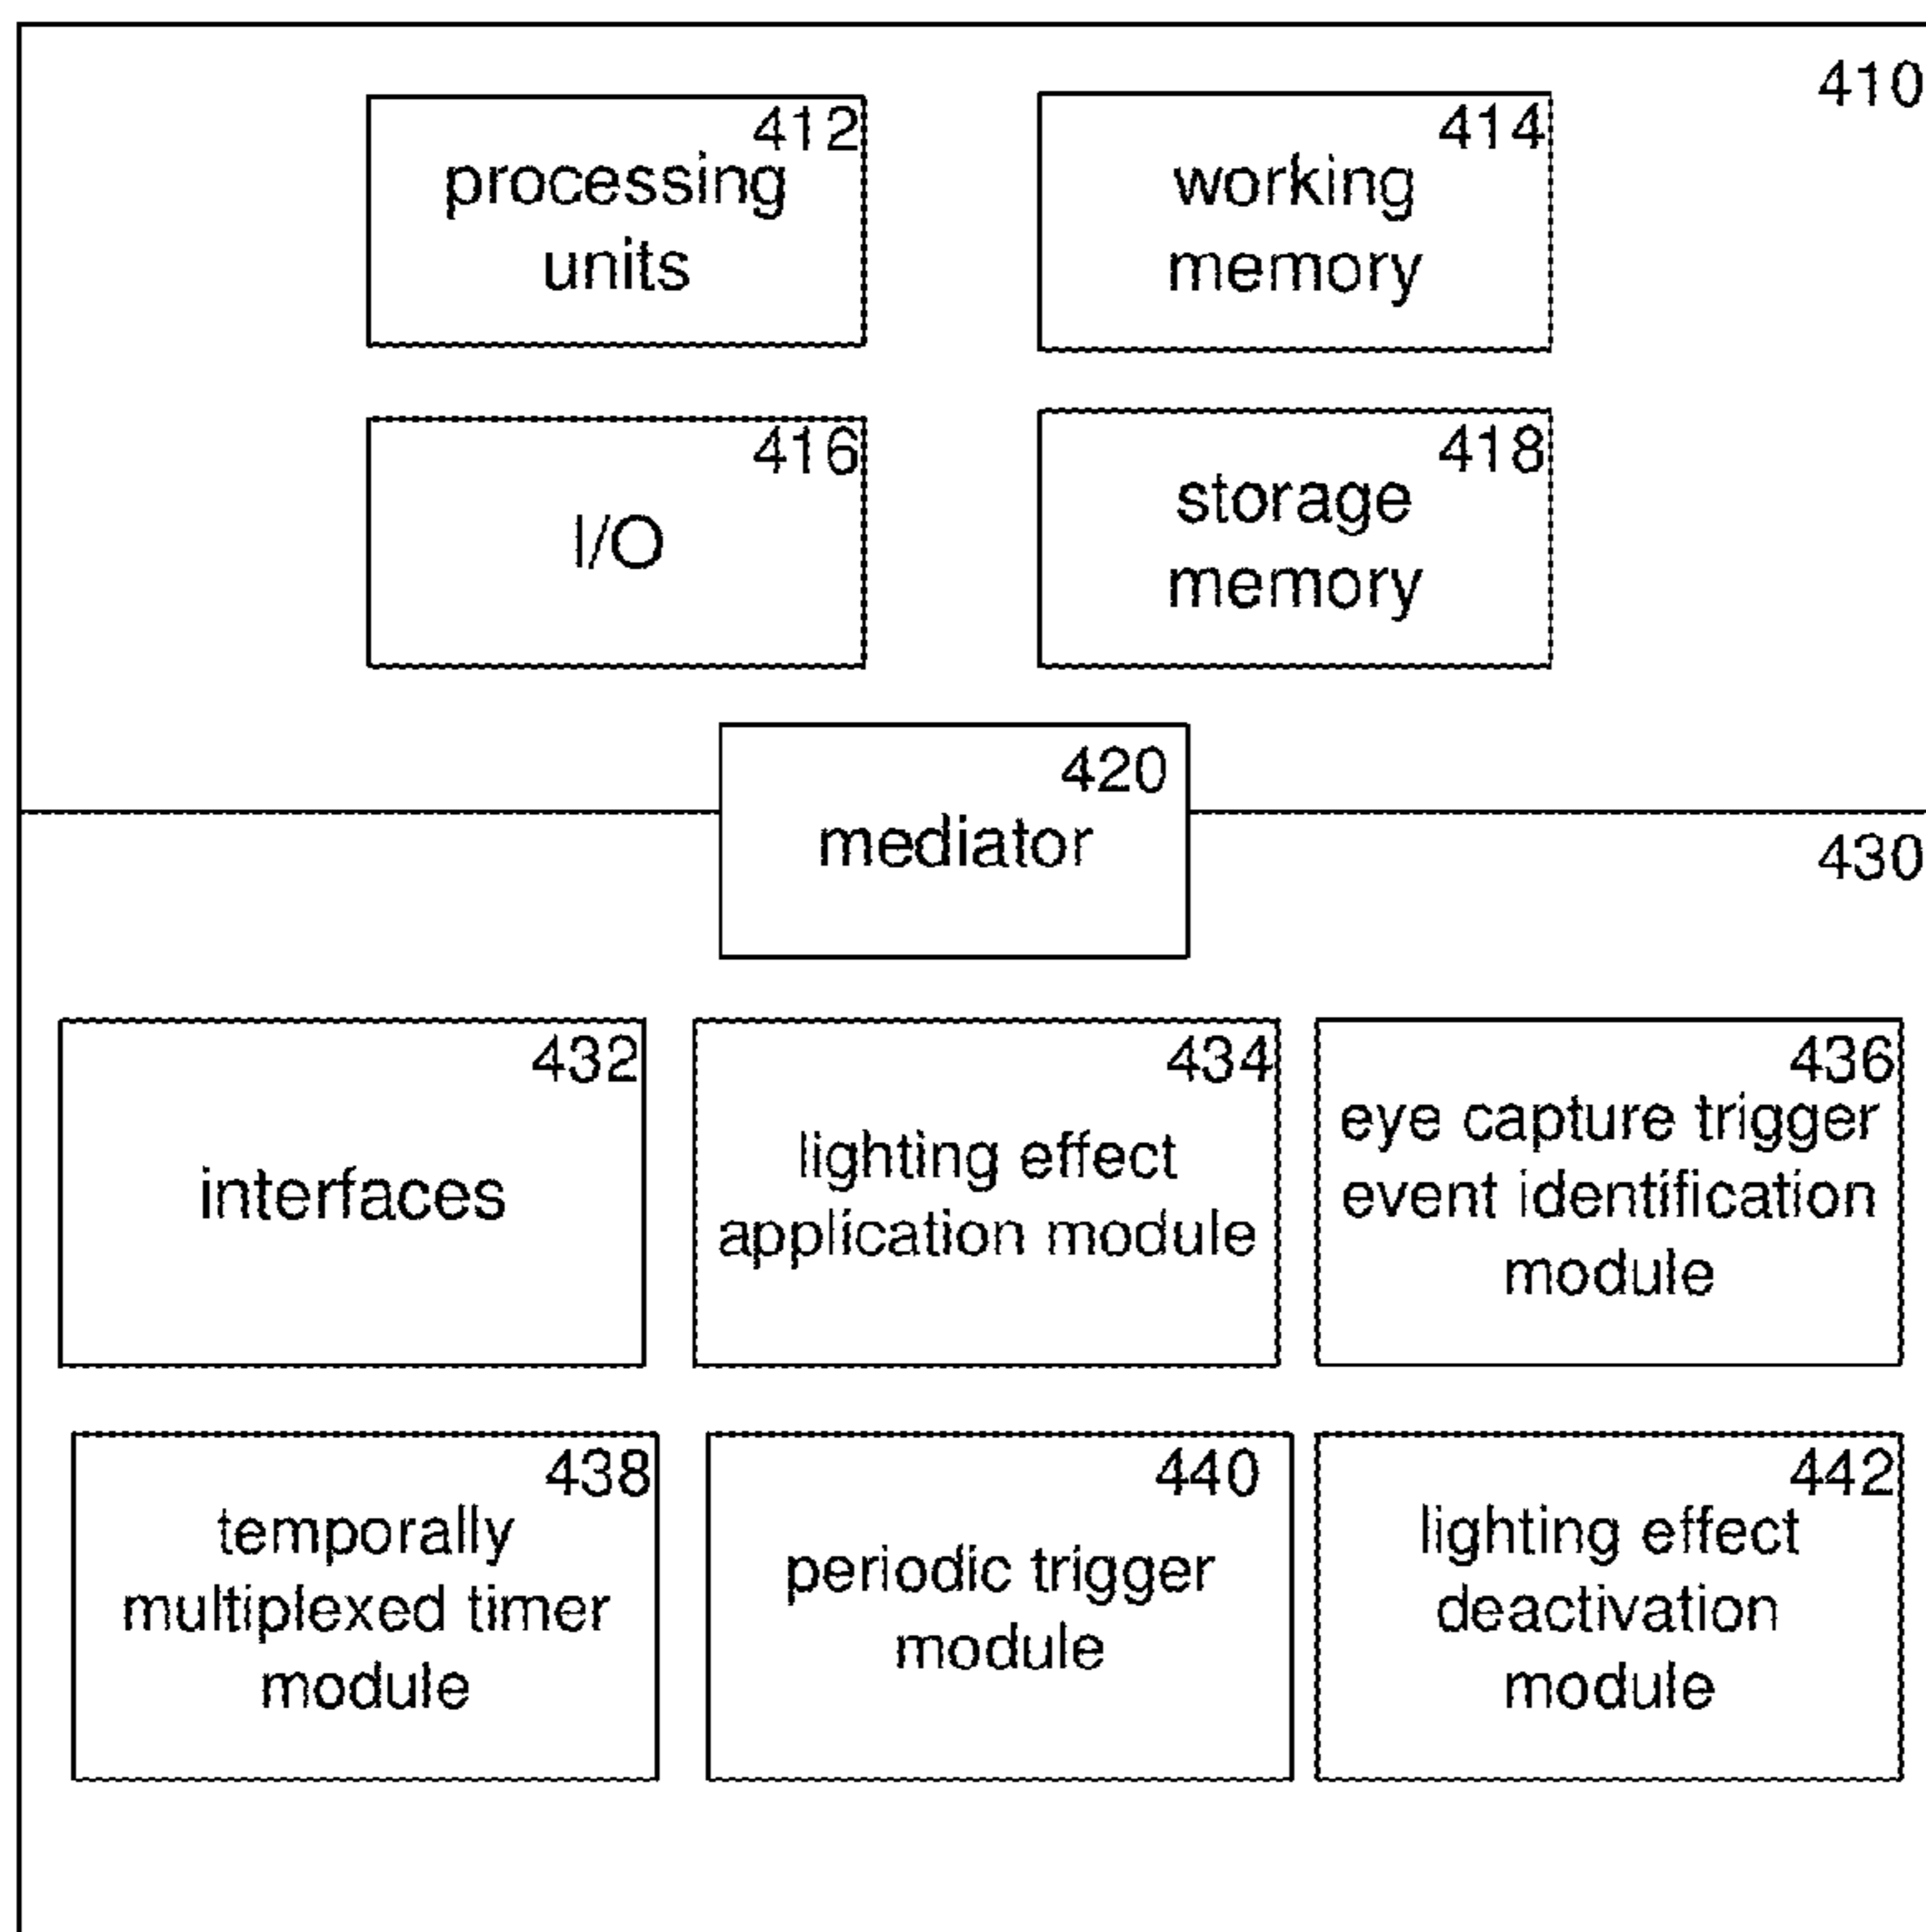 410
412
processing
units
414
working
memory
416
I/O
418
storage
memory
420
mediator
430
432
interfaces
434
lighting effect
application module
436
eye capture trigger
event identification
module
438
temporally
multiplexed timer
module
440
periodic trigger
module
442
lighting effect
deactivation
module